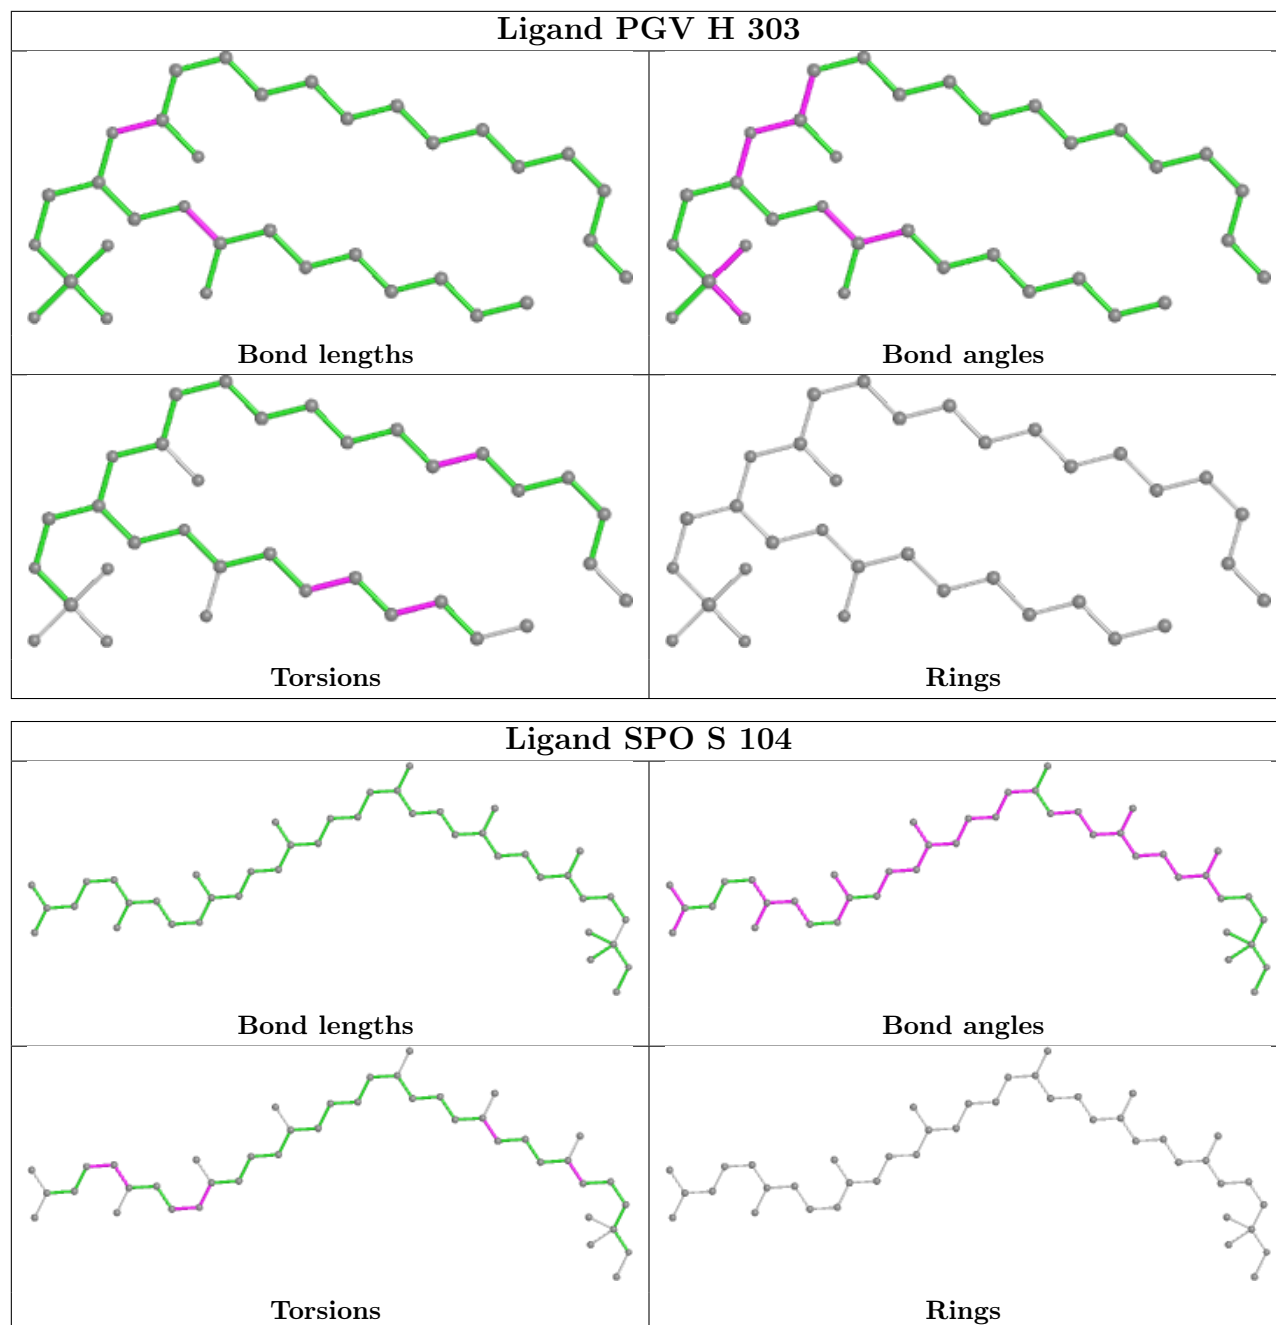 Ligand PGV H 303
Bond lengths
Bond angles
Torsions
Rings
Ligand SPO S 104
Bond lengths
Bond angles
Torsions
Rings